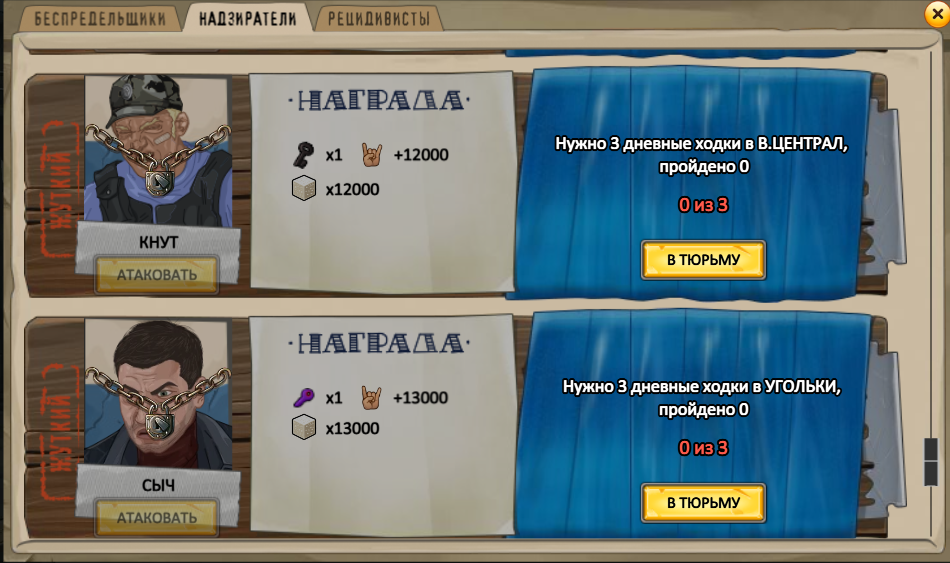 БЕСПРЕДЕЛЬЩИКИ
НАДЗИРАТЕЛИ
РЕЦИДИВИСТЫ
ЖУТКИЙ
КНУТ
АТАКОВАТЬ
·НАГРАДА·
x1 +12000
x12000
Нужно 3 дневные ходки в В.ЦЕНТРАЛ,
пройдено 0
0 из 3
В ТЮРЬМУ
ЖУТКИЙ
СЫЧ
АТАКОВАТЬ
·НАГРАДА·
x1 +13000
x13000
Нужно 3 дневные ходки в УГОЛЬКИ,
пройдено 0
0 из 3
В ТЮРЬМУ